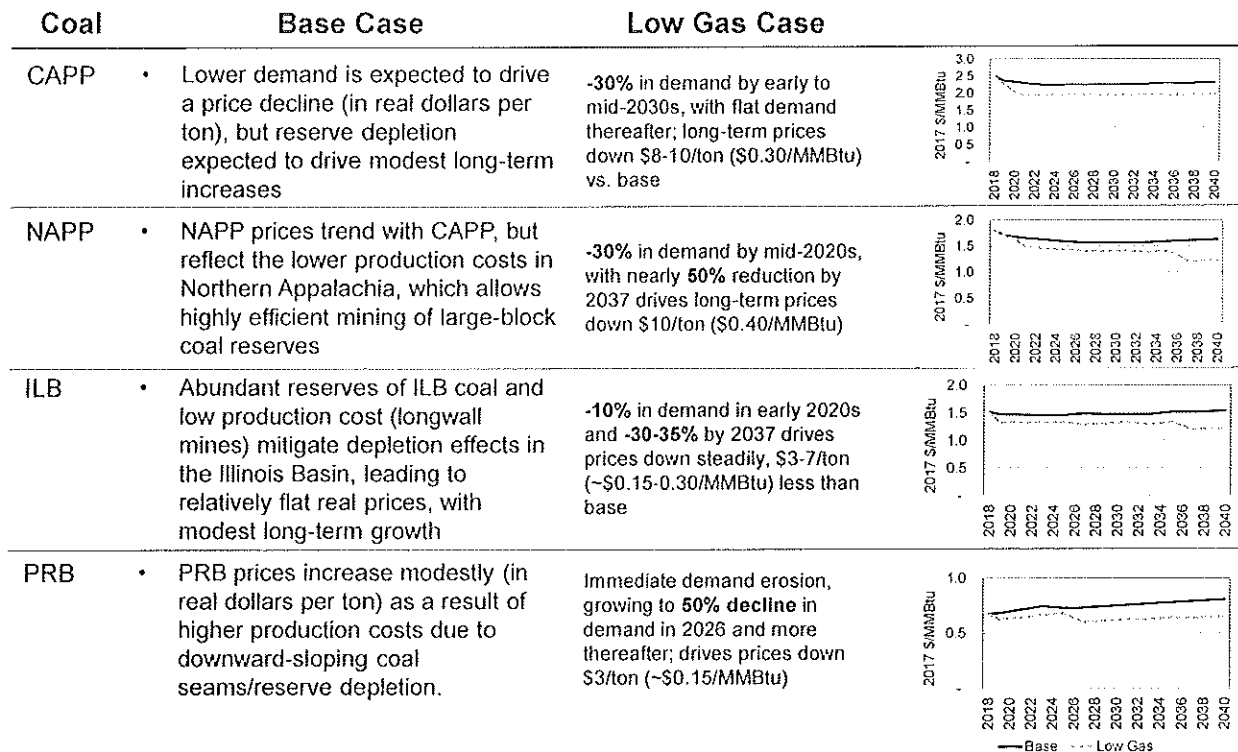 Coal Base Case Low Gas Case
CAPP
• Lower demand is expected to drive
a price decline (in real dollars per
ton), but reserve depletion
expected to drive modest long-term
increases
-30% in demand by early to
mid-2030s, with flat demand
thereafter; long-term prices
down $8-10/ton ($0.30/MMBtu)
vs. base
2017 $/MMBtu
3.0
2.5
2.0
1.5
1.0
0.5
-
2018 2020 2022 2024 2026 2028 2030 2032 2034 2036 2038 2040
NAPP
• NAPP prices trend with CAPP, but
reflect the lower production costs in
Northern Appalachia, which allows
highly efficient mining of large-block
coal reserves
-30% in demand by mid-2020s,
with nearly 50% reduction by
2037 drives long-term prices
down $10/ton ($0.40/MMBtu)
2017 $/MMBtu
2.0
1.5
1.0
0.5
-
2018 2020 2022 2024 2026 2028 2030 2032 2034 2036 2038 2040
ILB
• Abundant reserves of ILB coal and
low production cost (longwall
mines) mitigate depletion effects in
the Illinois Basin, leading to
relatively flat real prices, with
modest long-term growth
-10% in demand in early 2020s
and -30-35% by 2037 drives
prices down steadily, $3-7/ton
(~$0.15-0.30/MMBtu) less than
base
2017 $/MMBtu
2.0
1.5
1.0
0.5
-
2018 2020 2022 2024 2026 2028 2030 2032 2034 2036 2038 2040
PRB
• PRB prices increase modestly (in
real dollars per ton) as a result of
higher production costs due to
downward-sloping coal
seams/reserve depletion.
Immediate demand erosion,
growing to 50% decline in
demand in 2026 and more
thereafter; drives prices down
$3/ton (~$0.15/MMBtu)
2017 $/MMBtu
1.0
0.5
-
2018 2020 2022 2024 2026 2028 2030 2032 2034 2036 2038 2040
Base Low Gas